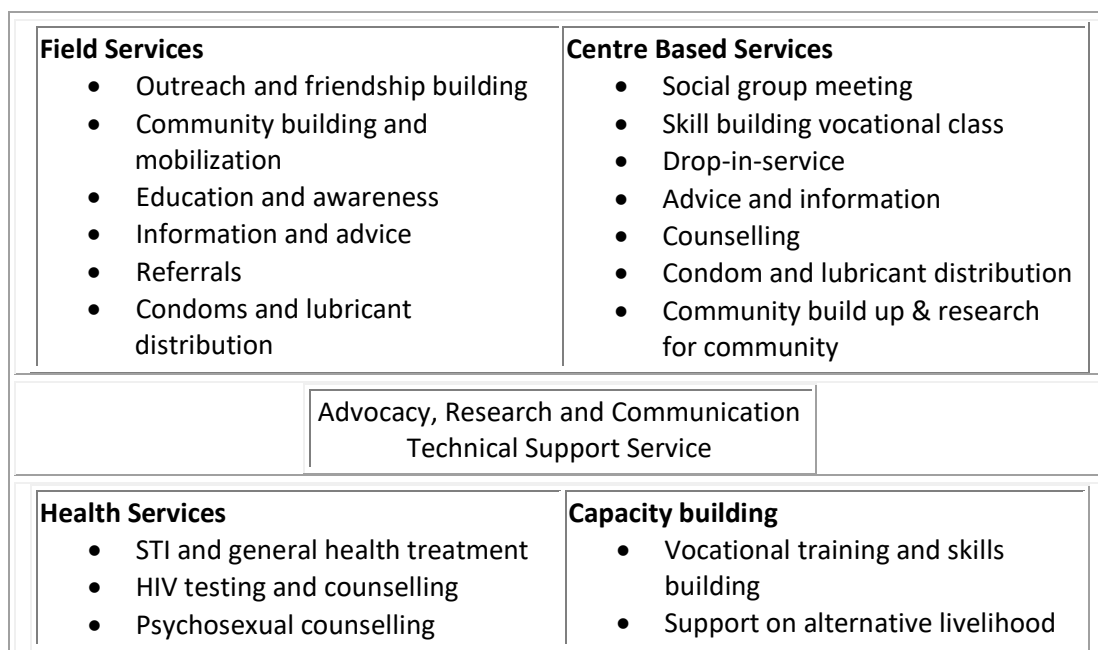 Field Services
• Outreach and friendship building
• Community building and
mobilization
• Education and awareness
• Information and advice
• Referrals
• Condoms and lubricant
distribution
Centre Based Services
• Social group meeting
• Skill building vocational class
• Drop-in-service
• Advice and information
• Counselling
• Condom and lubricant distribution
• Community build up & research
for community
Advocacy, Research and Communication
Technical Support Service
Health Services
• STI and general health treatment
• HIV testing and counselling
• Psychosexual counselling
Capacity building
• Vocational training and skills
building
• Support on alternative livelihood